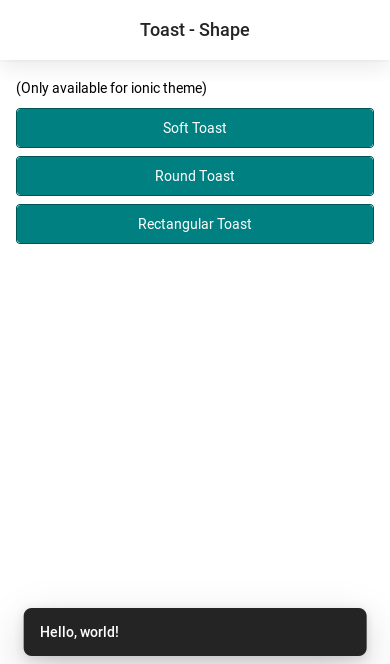 Toast - Shape
(Only available for ionic theme)
Soft Toast
Round Toast
Rectangular Toast
Hello, world!